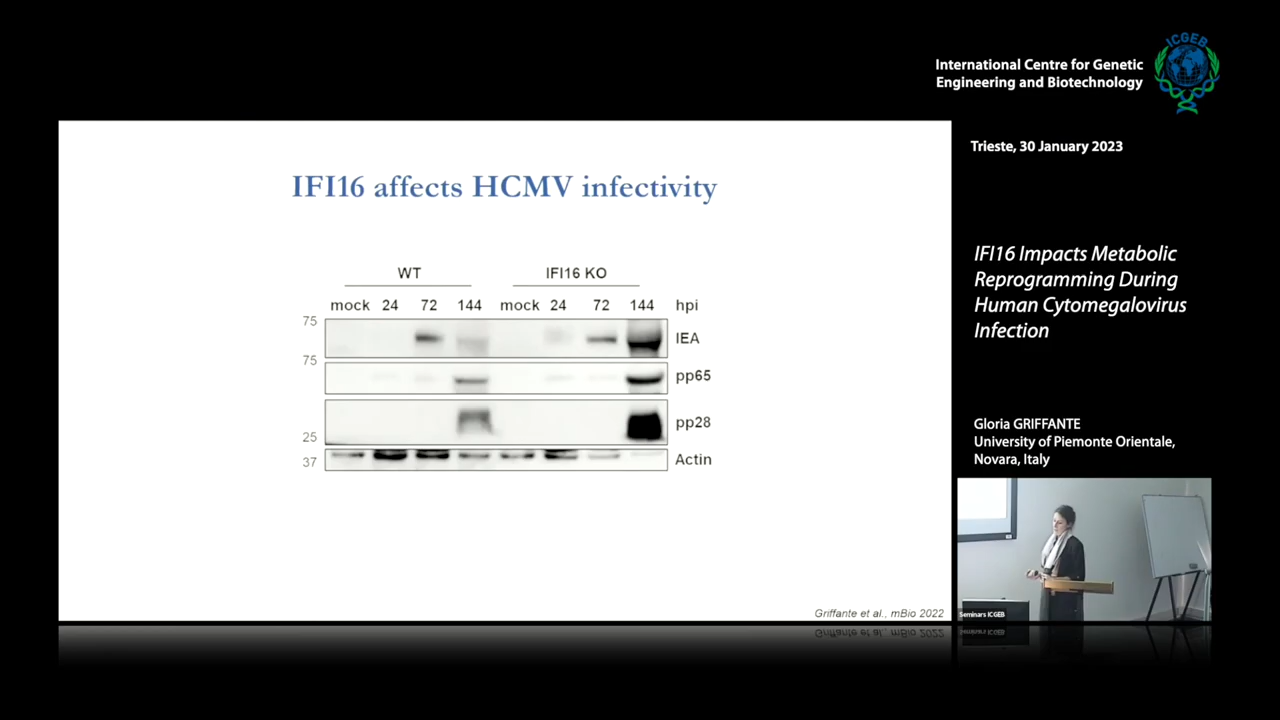 ICGEB
International Centre for Genetic
Engineering and Biotechnology
Trieste, 30 January 2023
IFI16 affects HCMV infectivity
WT IFI16 KO
mock 24 72 144 mock 24 72 144 hpi
75 IEA
75 pp65
pp28
25
37 Actin
Griffante et al., mBio 2022
IFI16 Impacts Metabolic
Reprogramming During
Human Cytomegalovirus
Infection
Gloria GRIFFANTE
University of Piemonte Orientale,
Novara, Italy
Seminars ICGEB